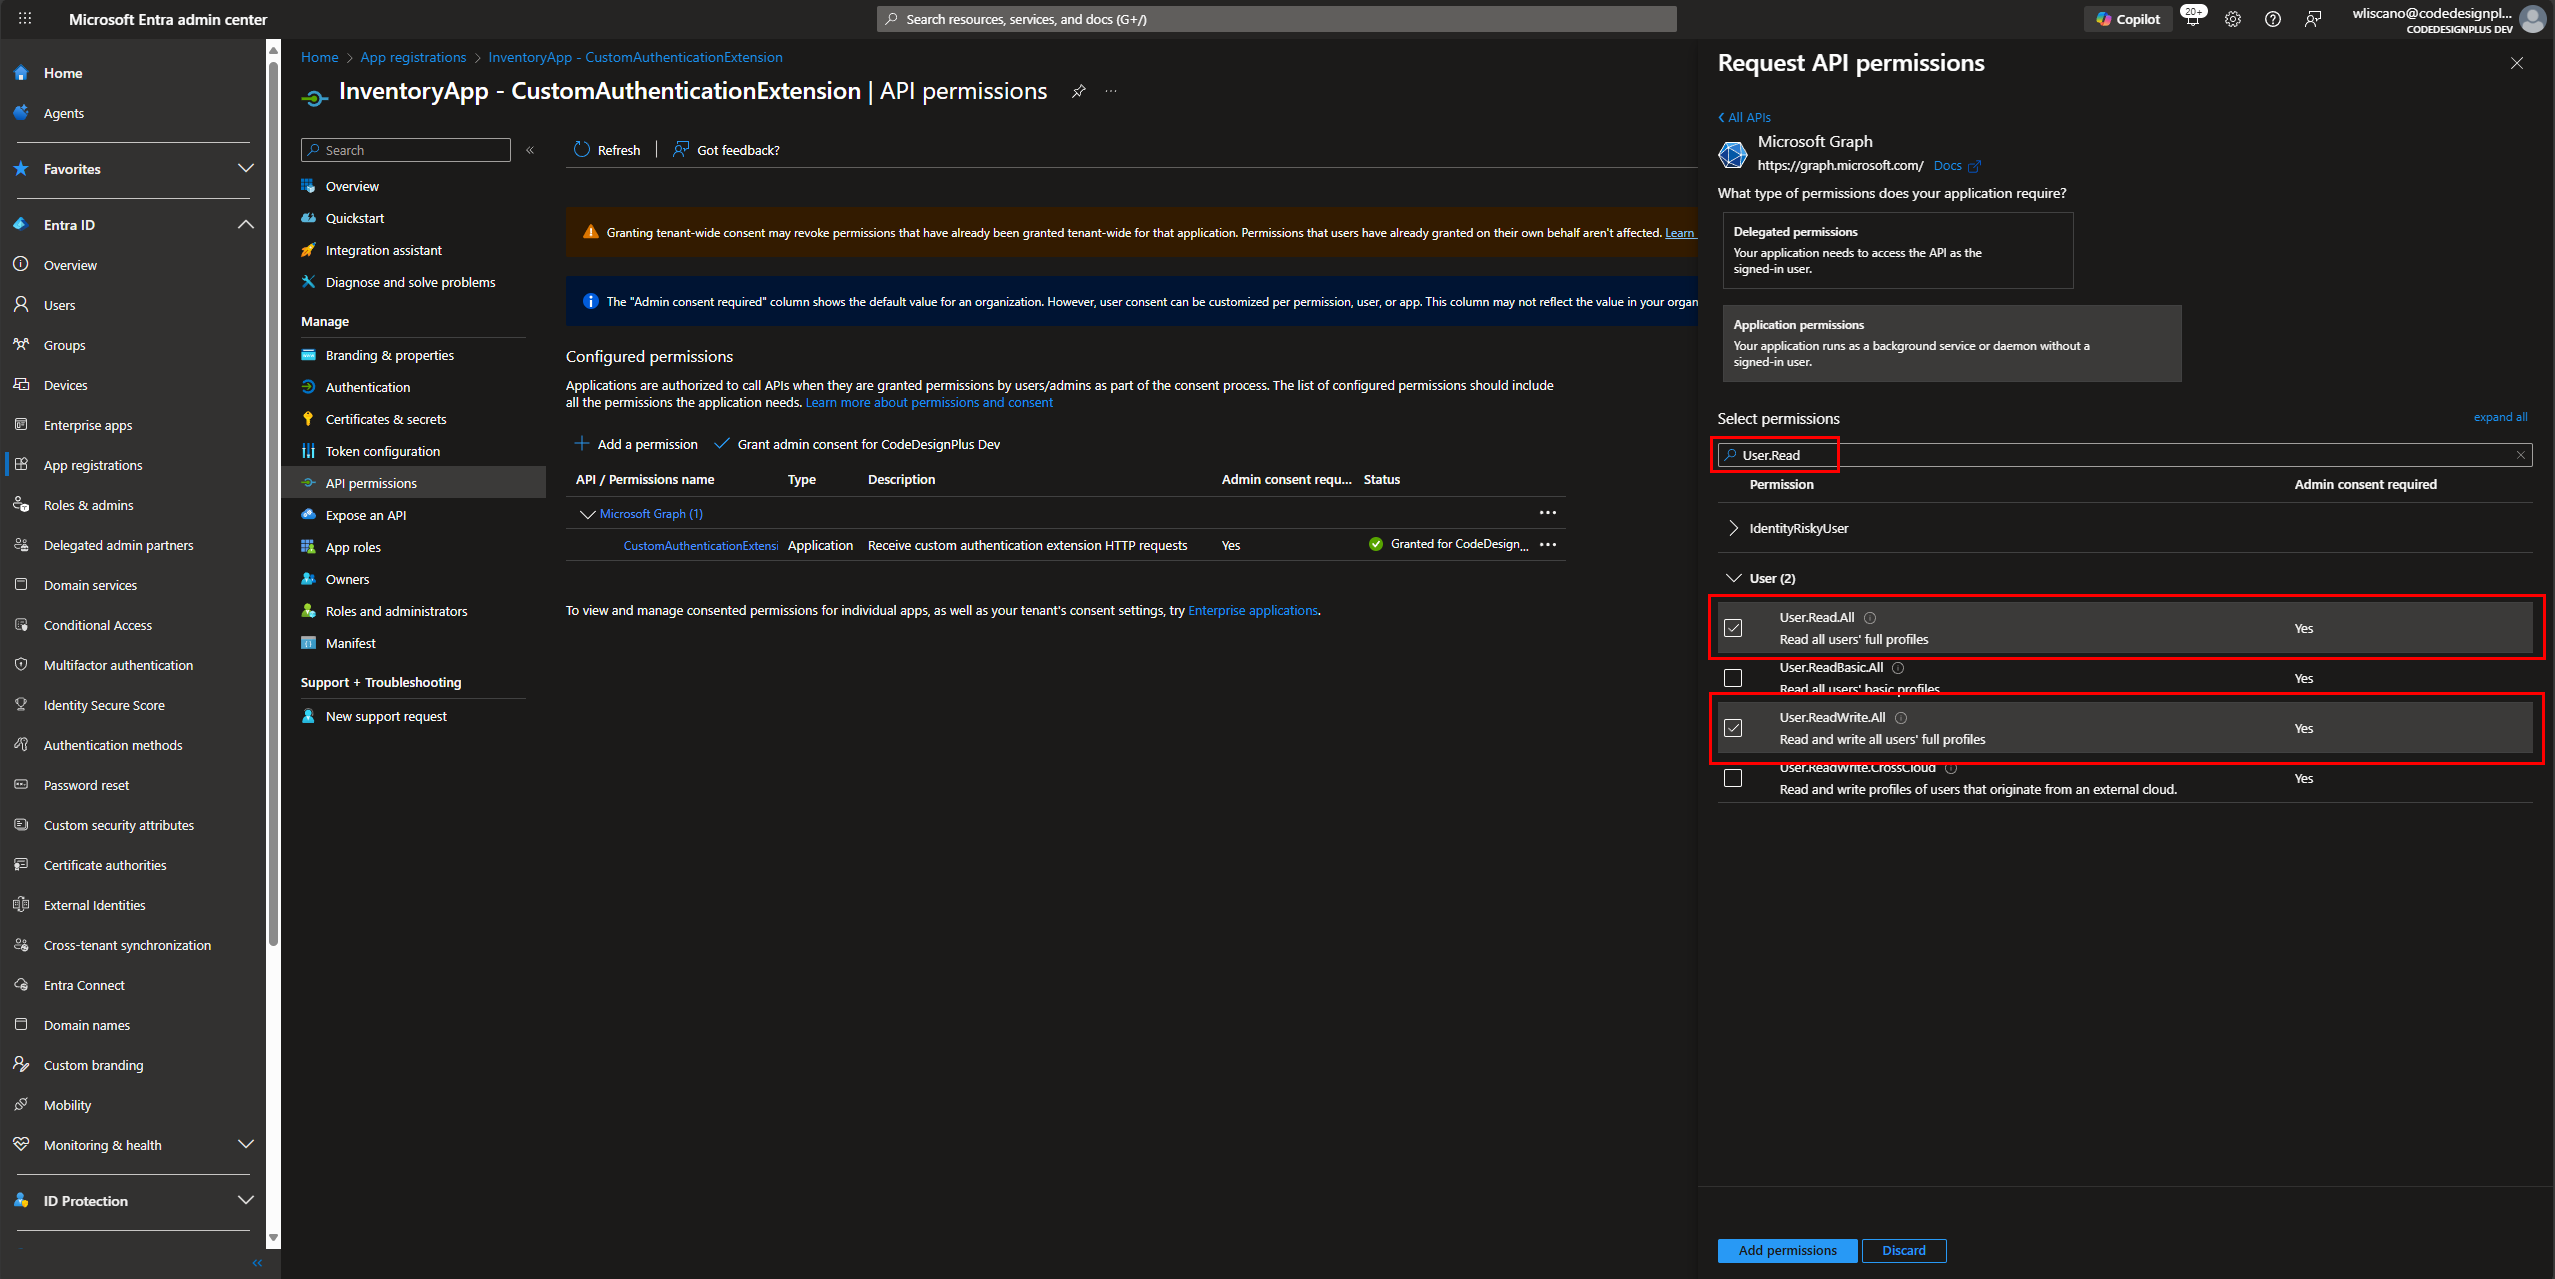 Microsoft Entra admin center
Search resources, services, and docs (G+/)
Copilot
20+
wliscano@codedesignpl...
CODEDESIGNPLUS DEV
Home
Agents
Favorites
Entra ID
Overview
Users
Groups
Devices
Enterprise apps
App registrations
Roles & admins
Delegated admin partners
Domain services
Conditional Access
Multifactor authentication
Identity Secure Score
Authentication methods
Password reset
Custom security attributes
Certificate authorities
External Identities
Cross-tenant synchronization
Entra Connect
Domain names
Custom branding
Mobility
Monitoring & health
ID Protection
Home > App registrations > InventoryApp - CustomAuthenticationExtension
InventoryApp - CustomAuthenticationExtension | API permissions
Search
Overview
Quickstart
Integration assistant
Diagnose and solve problems
Manage
Branding & properties
Authentication
Certificates & secrets
Token configuration
API permissions
Expose an API
App roles
Owners
Roles and administrators
Manifest
Support + Troubleshooting
New support request
Refresh
Got feedback?
Granting tenant-wide consent may revoke permissions that have already been granted tenant-wide for that application. Permissions that users have already granted on their own behalf aren't affected. Learn
The "Admin consent required" column shows the default value for an organization. However, user consent can be customized per permission, user, or app. This column may not reflect the value in your organ
Configured permissions
Applications are authorized to call APIs when they are granted permissions by users/admins as part of the consent process. The list of configured permissions should include
all the permissions the application needs. Learn more about permissions and consent
Add a permission
Grant admin consent for CodeDesignPlus Dev
API / Permissions name Type Description Admin consent requ... Status
Microsoft Graph (1)
CustomAuthenticationExtensi Application Receive custom authentication extension HTTP requests Yes Granted for CodeDesign...
To view and manage consented permissions for individual apps, as well as your tenant's consent settings, try Enterprise applications.
Request API permissions
All APIs
Microsoft Graph
https://graph.microsoft.com/ Docs
What type of permissions does your application require?
Delegated permissions
Your application needs to access the API as the
signed-in user.
Application permissions
Your application runs as a background service or daemon without a
signed-in user.
Select permissions
expand all
User.Read
Permission Admin consent required
IdentityRiskyUser
User (2)
User.Read.All
Read all users' full profiles
Yes
User.ReadBasic.All
Read all users' basic profiles
Yes
User.ReadWrite.All
Read and write all users' full profiles
Yes
User.ReadWrite.CrossCloud
Read and write profiles of users that originate from an external cloud.
Yes
Add permissions
Discard